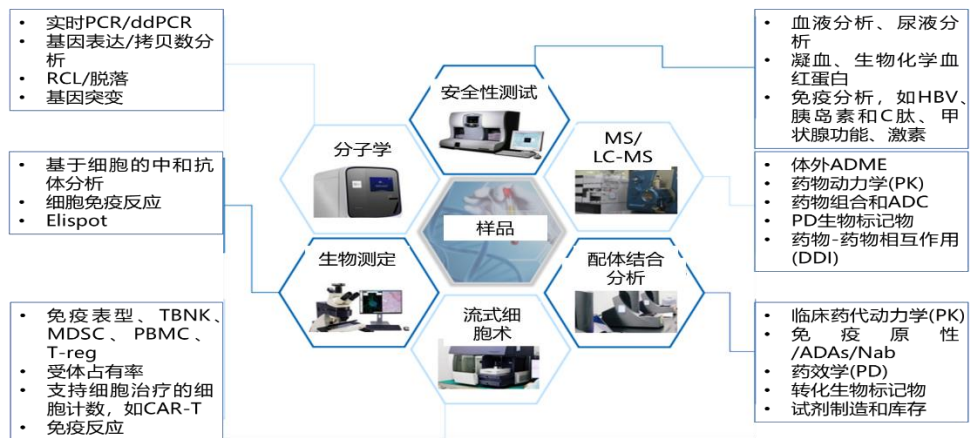 • 实时PCR/ddPCR
• 基因表达/拷贝数分
析
• RCL/脱落
• 基因突变
• 基于细胞的中和抗
体分析
• 细胞免疫反应
• Elispot
• 免疫表型、TBNK、
MDSC、PBMC、
T-reg
• 受体占有率
• 支持细胞治疗的细
胞计数，如CAR-T
• 免疫反应
安全性测试
分子学
MS/
LC-MS
样品
生物测定
配体结合
分析
流式细
胞术
• 血液分析、尿液分
析
• 凝血、生物化学血
红蛋白
• 免疫分析，如HBV、
胰岛素和C肽、甲
状腺功能、激素
• 体外ADME
• 药物动力学(PK)
• 药物组合和ADC
• PD生物标记物
• 药物-药物相互作用
(DDI)
• 临床药代动力学(PK)
• 免疫原性
/ADAs/Nab
• 药效学(PD)
• 转化生物标记物
• 试剂制造和库存